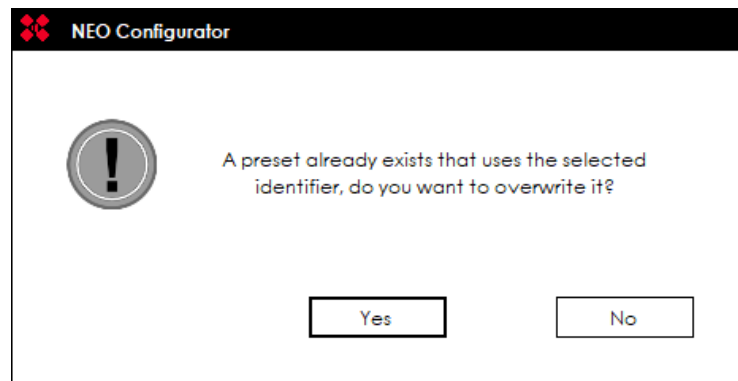 NEO Configurator
A preset already exists that uses the selected
identifier, do you want to overwrite it?
Yes No